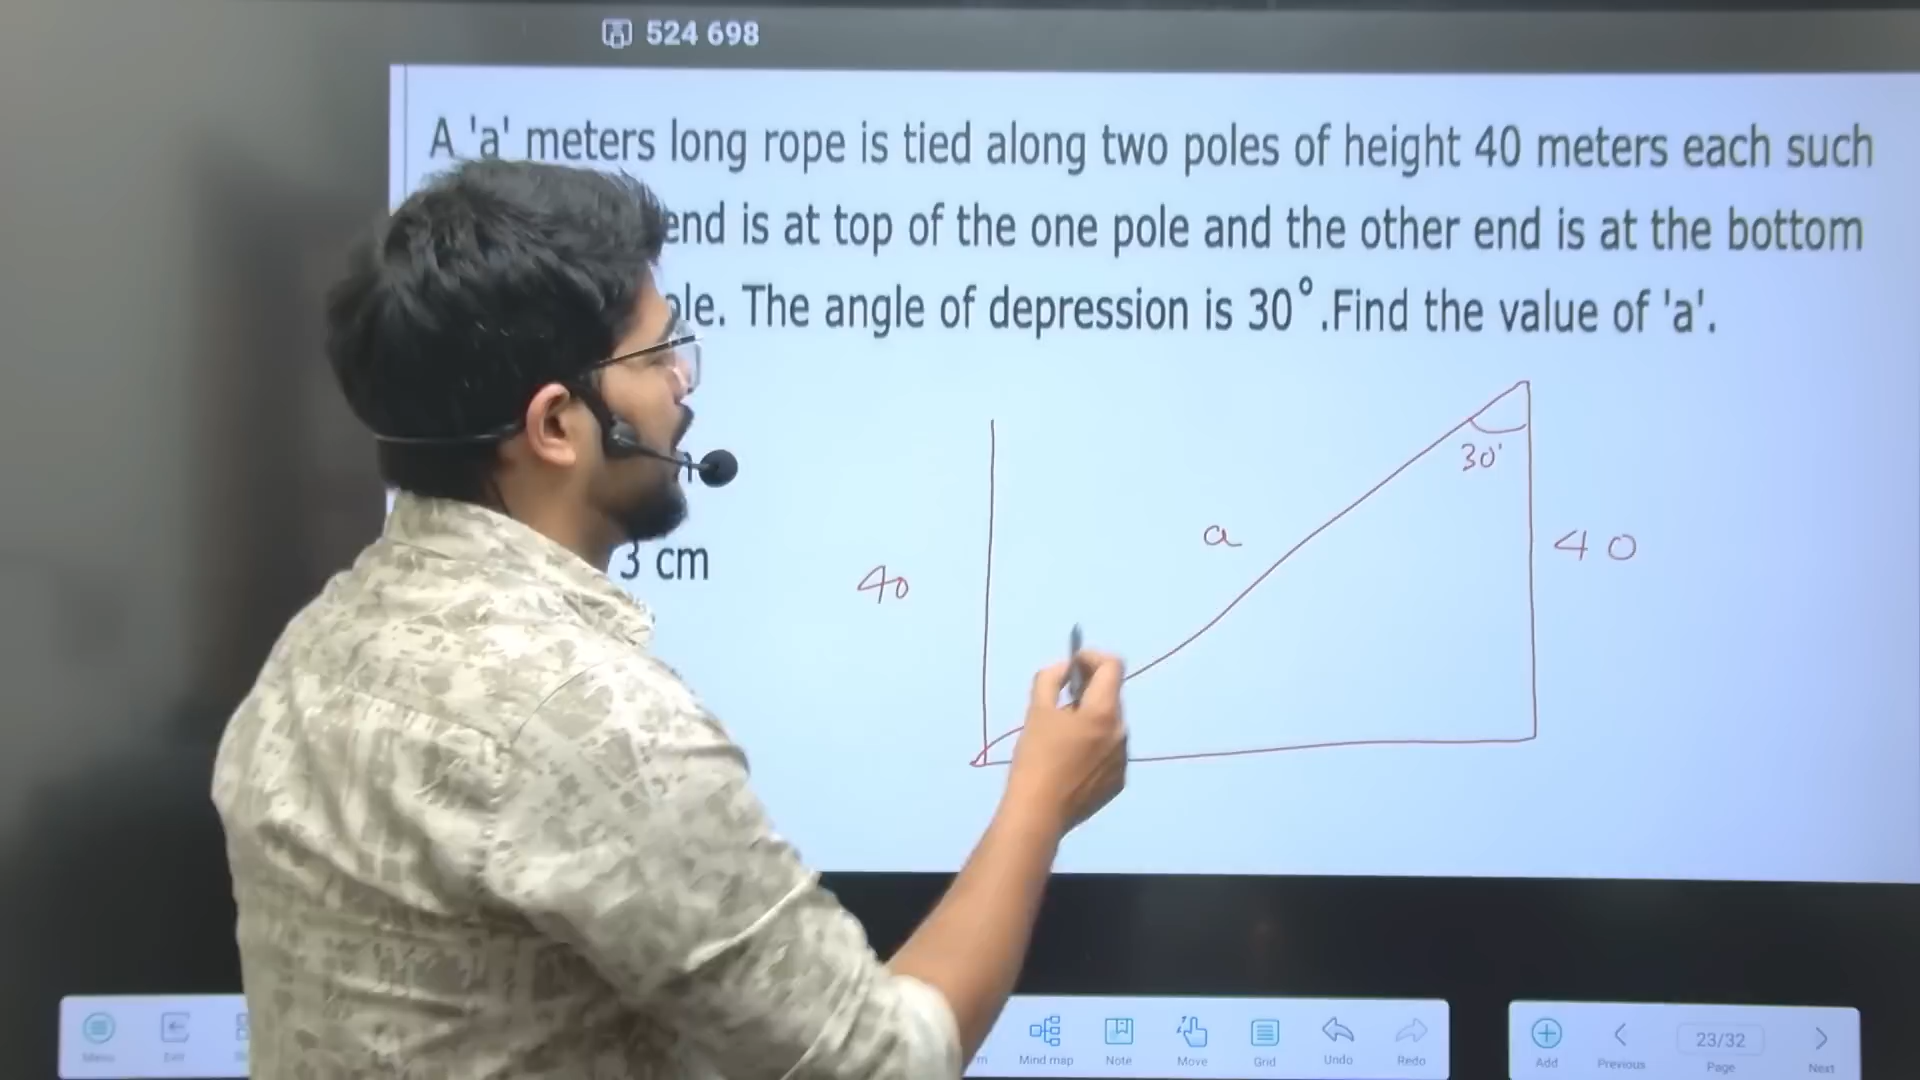 524 698
A 'a' meters long rope is tied along two poles of height 40 meters each such
end is at top of the one pole and the other end is at the bottom
le. The angle of depression is 30°.Find the value of 'a'.
30°
a
40
40
3 cm
Menu
Exit
Mind map
Note
Move
Grid
Undo
Redo
Add
Previous
23/32
Page
Next